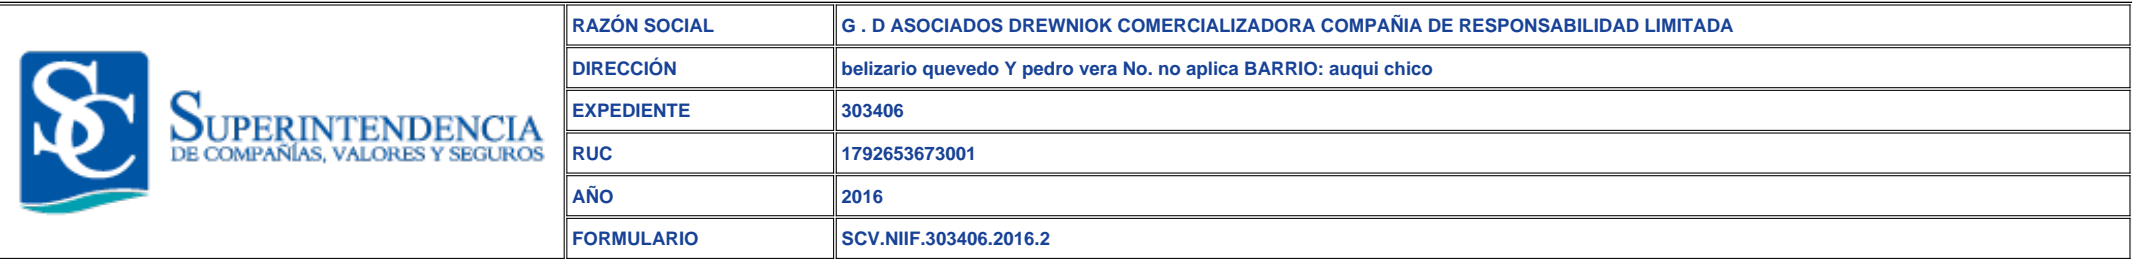 SC
SUPERINTENDENCIA
DE COMPAÑÍAS, VALORES Y SEGUROS
RAZÓN SOCIAL G . D ASOCIADOS DREWNIOK COMERCIALIZADORA COMPAÑIA DE RESPONSABILIDAD LIMITADA
DIRECCIÓN belizario quevedo Y pedro vera No. no aplica BARRIO: auqui chico
EXPEDIENTE 303406
RUC 1792653673001
AÑO 2016
FORMULARIO SCV.NIIF.303406.2016.2